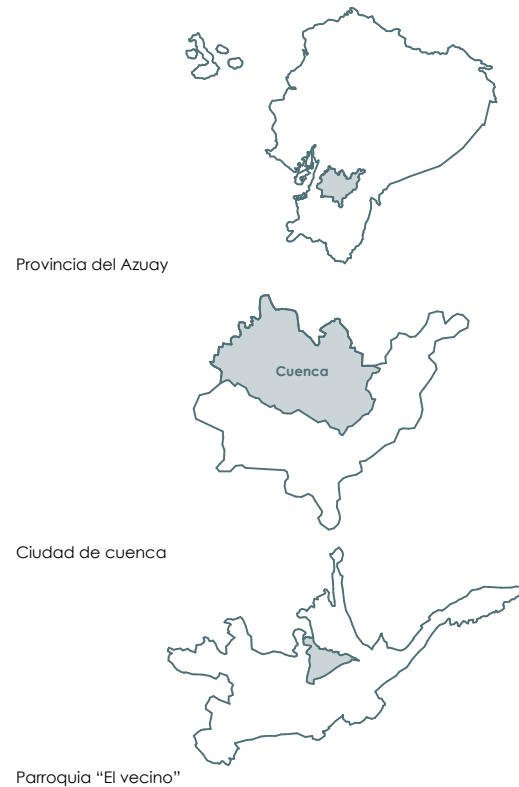 Provincia del Azuay
Cuenca
Ciudad de cuenca
Parroquia “El vecino”